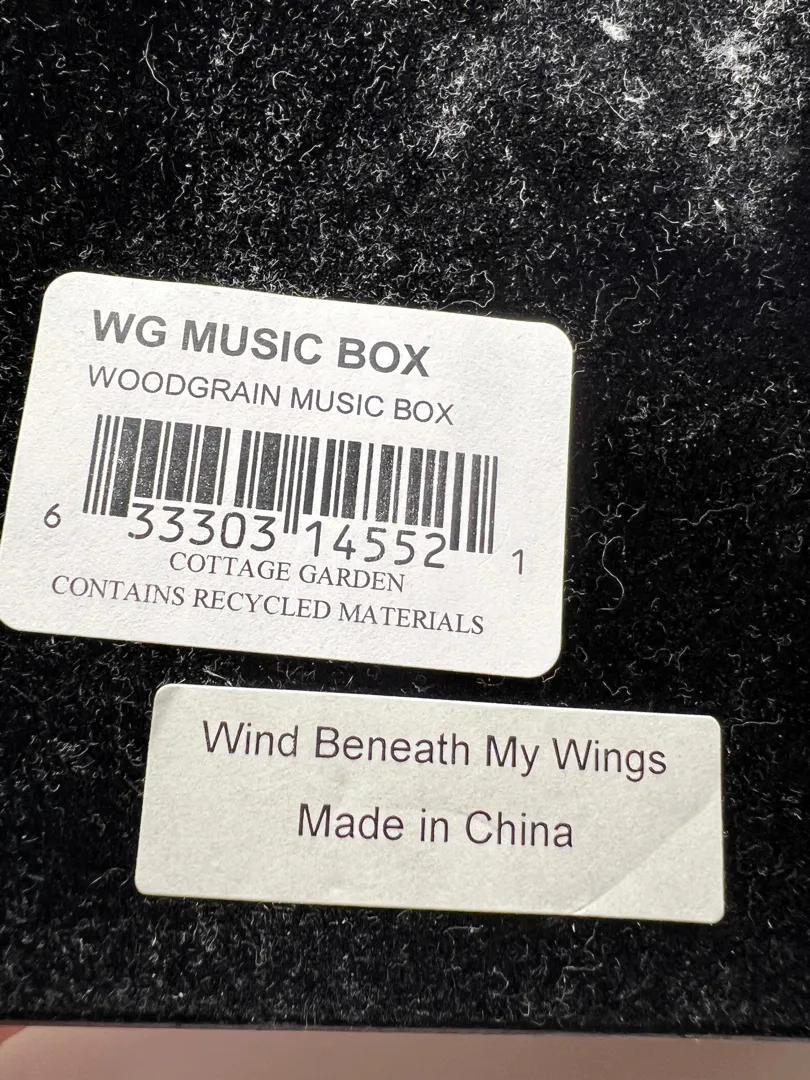 WG MUSIC BOX
WOODGRAIN MUSIC BOX
6 33303 14552 1
COTTAGE GARDEN
CONTAINS RECYCLED MATERIALS
Wind Beneath My Wings
Made in China